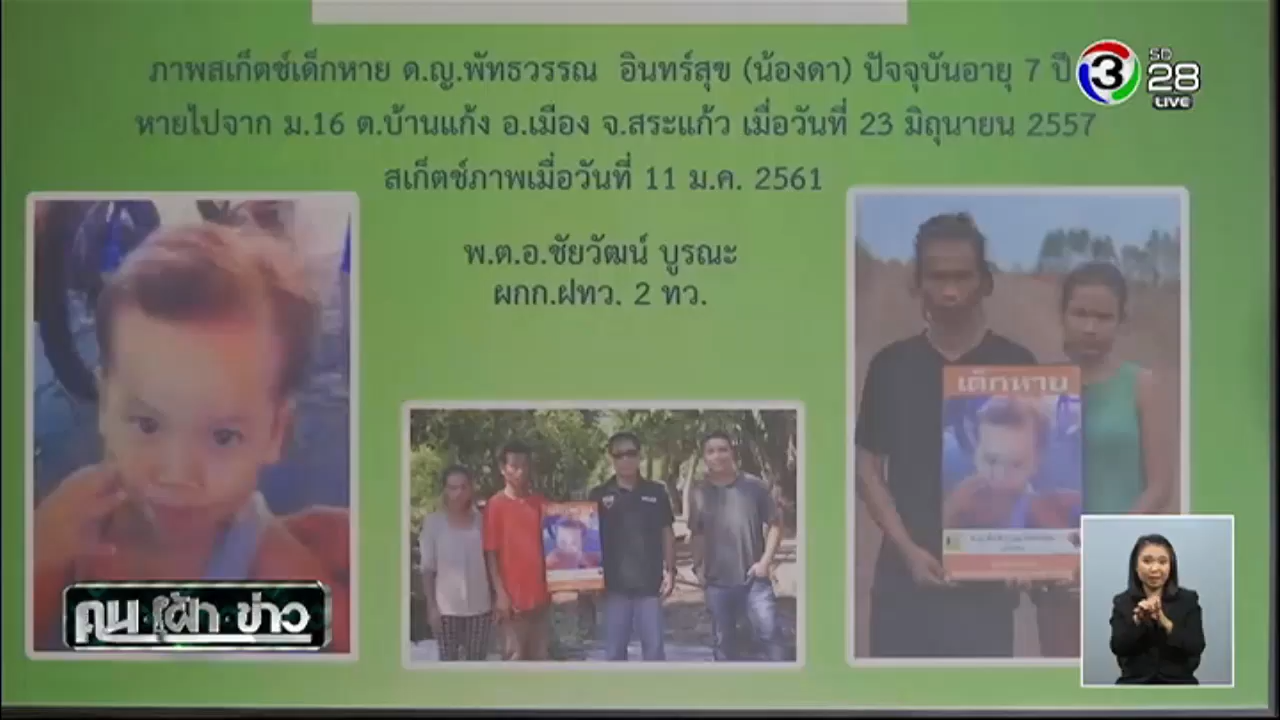 ภาพสเก็ตช์เด็กหาย ด.ญ.พัทธวรรณ อินทร์สุข (น้องดา) ปัจจุบันอายุ 7 ปี
หายไปจาก ม.16 ต.บ้านแก้ง อ.เมือง จ.สระแก้ว เมื่อวันที่ 23 มิถุนายน 2557
สเก็ตช์ภาพเมื่อวันที่ 11 ม.ค. 2561
พ.ต.อ.ชัยวัฒน์ บูรณะ
ผกก.ฝทว. 2 ทว.
3
SD
28
LIVE
เด็กหาย
คน เฝ้า ข่าว